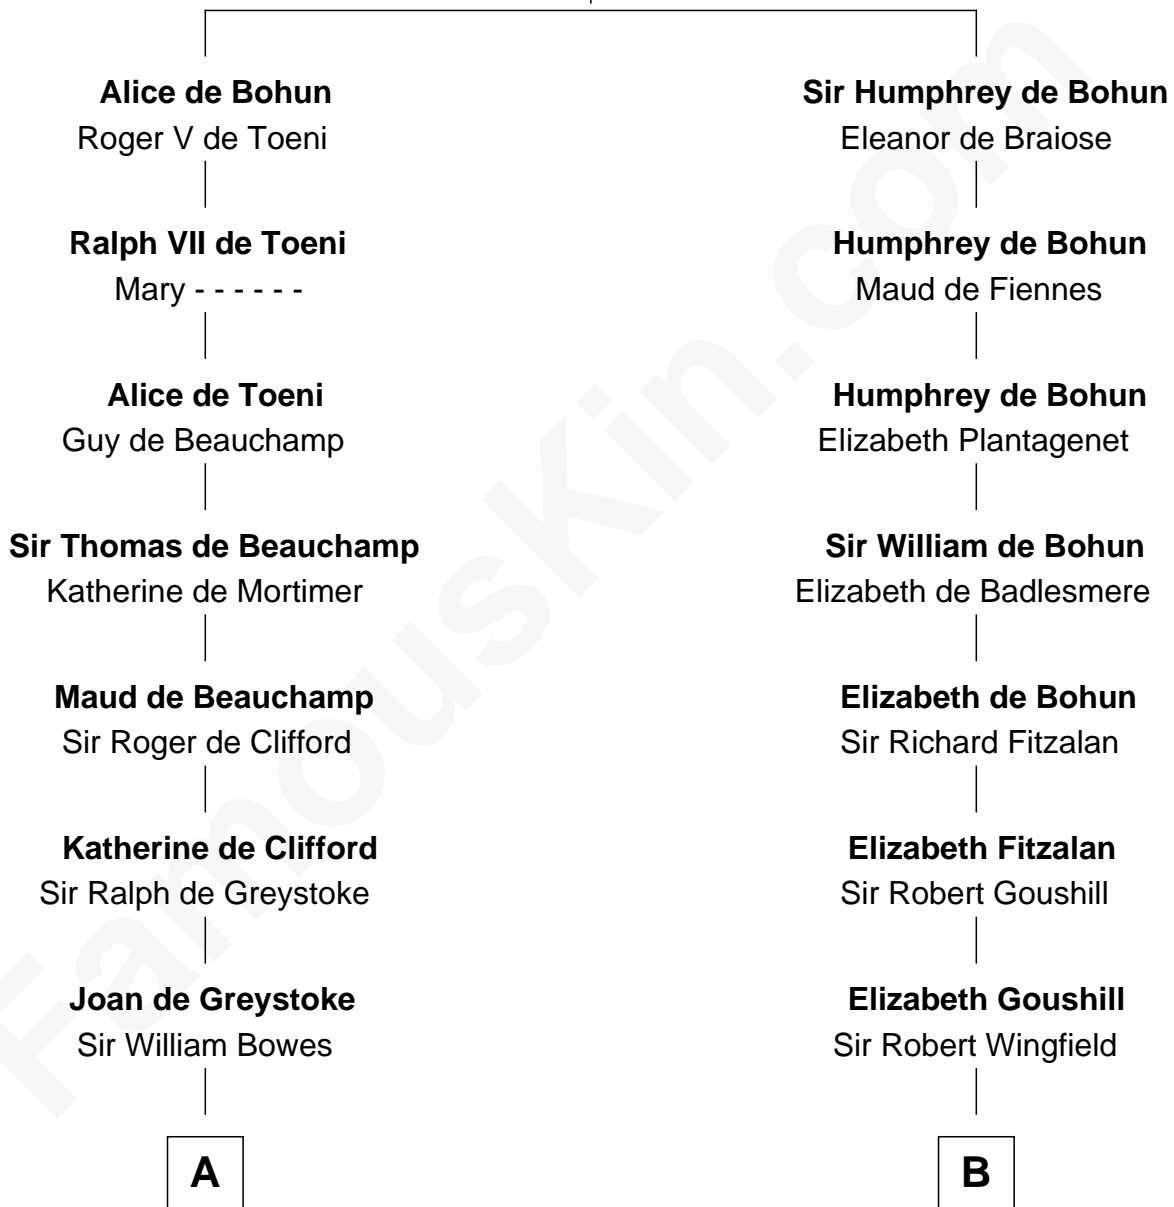 Alice de Bohun
Roger V de Toeni
Ralph VII de Toeni
Mary - - - - - -
Alice de Toeni
Guy de Beauchamp
Sir Thomas de Beauchamp
Katherine de Mortimer
Maud de Beauchamp
Sir Roger de Clifford
Katherine de Clifford
Sir Ralph de Greystoke
Joan de Greystoke
Sir William Bowes
A
Sir Humphrey de Bohun
Eleanor de Braiose
Humphrey de Bohun
Maud de Fiennes
Humphrey de Bohun
Elizabeth Plantagenet
Sir William de Bohun
Elizabeth de Badlesmere
Elizabeth de Bohun
Sir Richard Fitzalan
Elizabeth Fitzalan
Sir Robert Goushill
Elizabeth Goushill
Sir Robert Wingfield
B
FamousKin.com